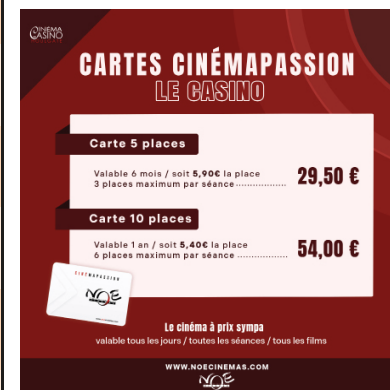 CINÉMA
CASINO
CARTES CINÉMAPASSION
LE CASINO
Carte 5 places
Valable 6 mois / soit 5,90€ la place
3 places maximum par séance
29,50 €
Carte 10 places
Valable 1 an / soit 5,40€ la place
6 places maximum par séance
54,00 €
CINÉMAPASSION
NOE
Le cinéma à prix sympa
valable tous les jours / toutes les séances / tous les films
WWW.NOECINEMAS.COM
NOE